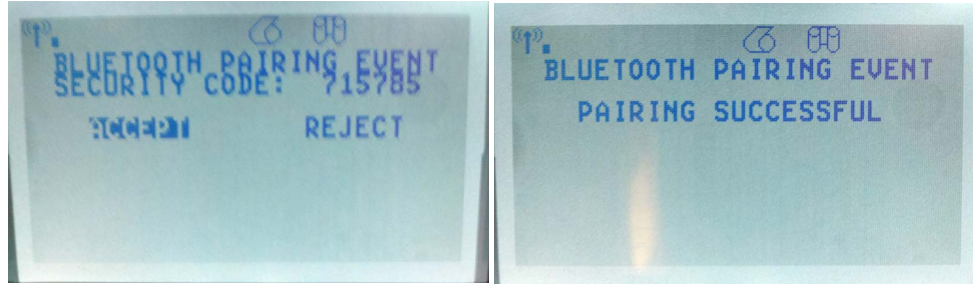 BLUETOOTH PAIRING EVENT
SECURITY CODE: 715785
ACCEPT REJECT
BLUETOOTH PAIRING EVENT
PAIRING SUCCESSFUL